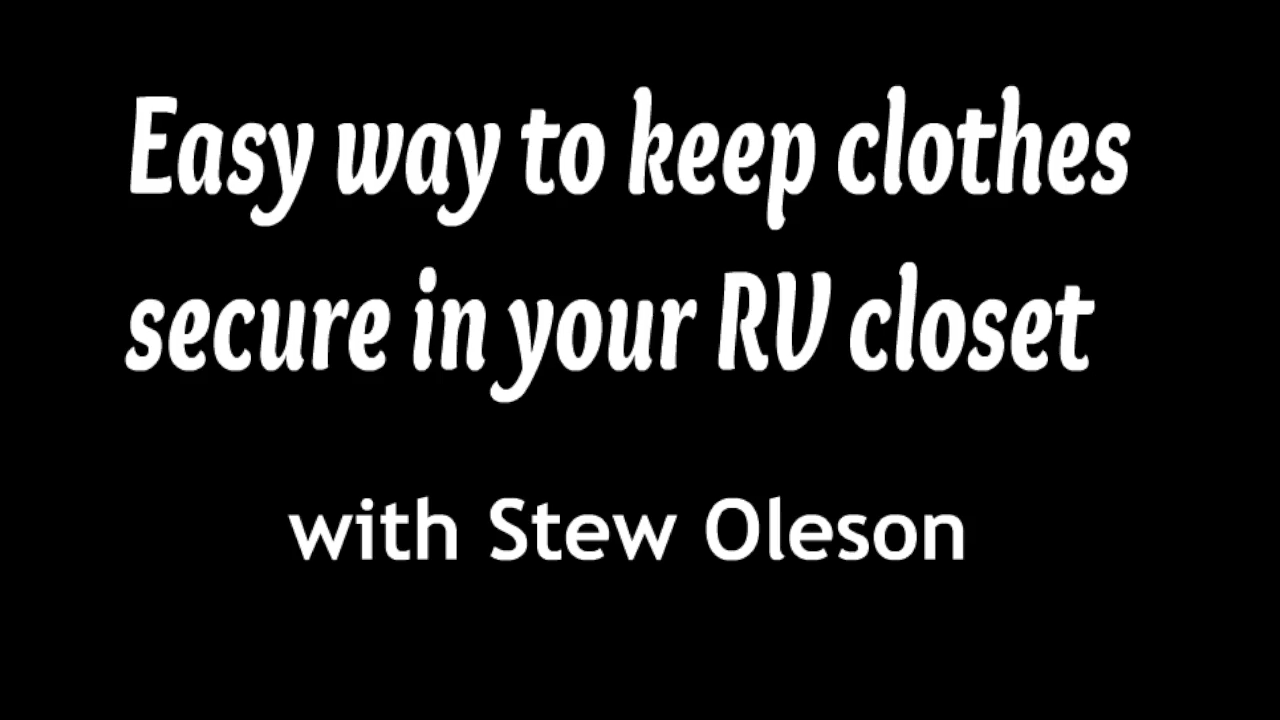 Easy way to keep clothes
secure in your RV closet
with Stew Oleson